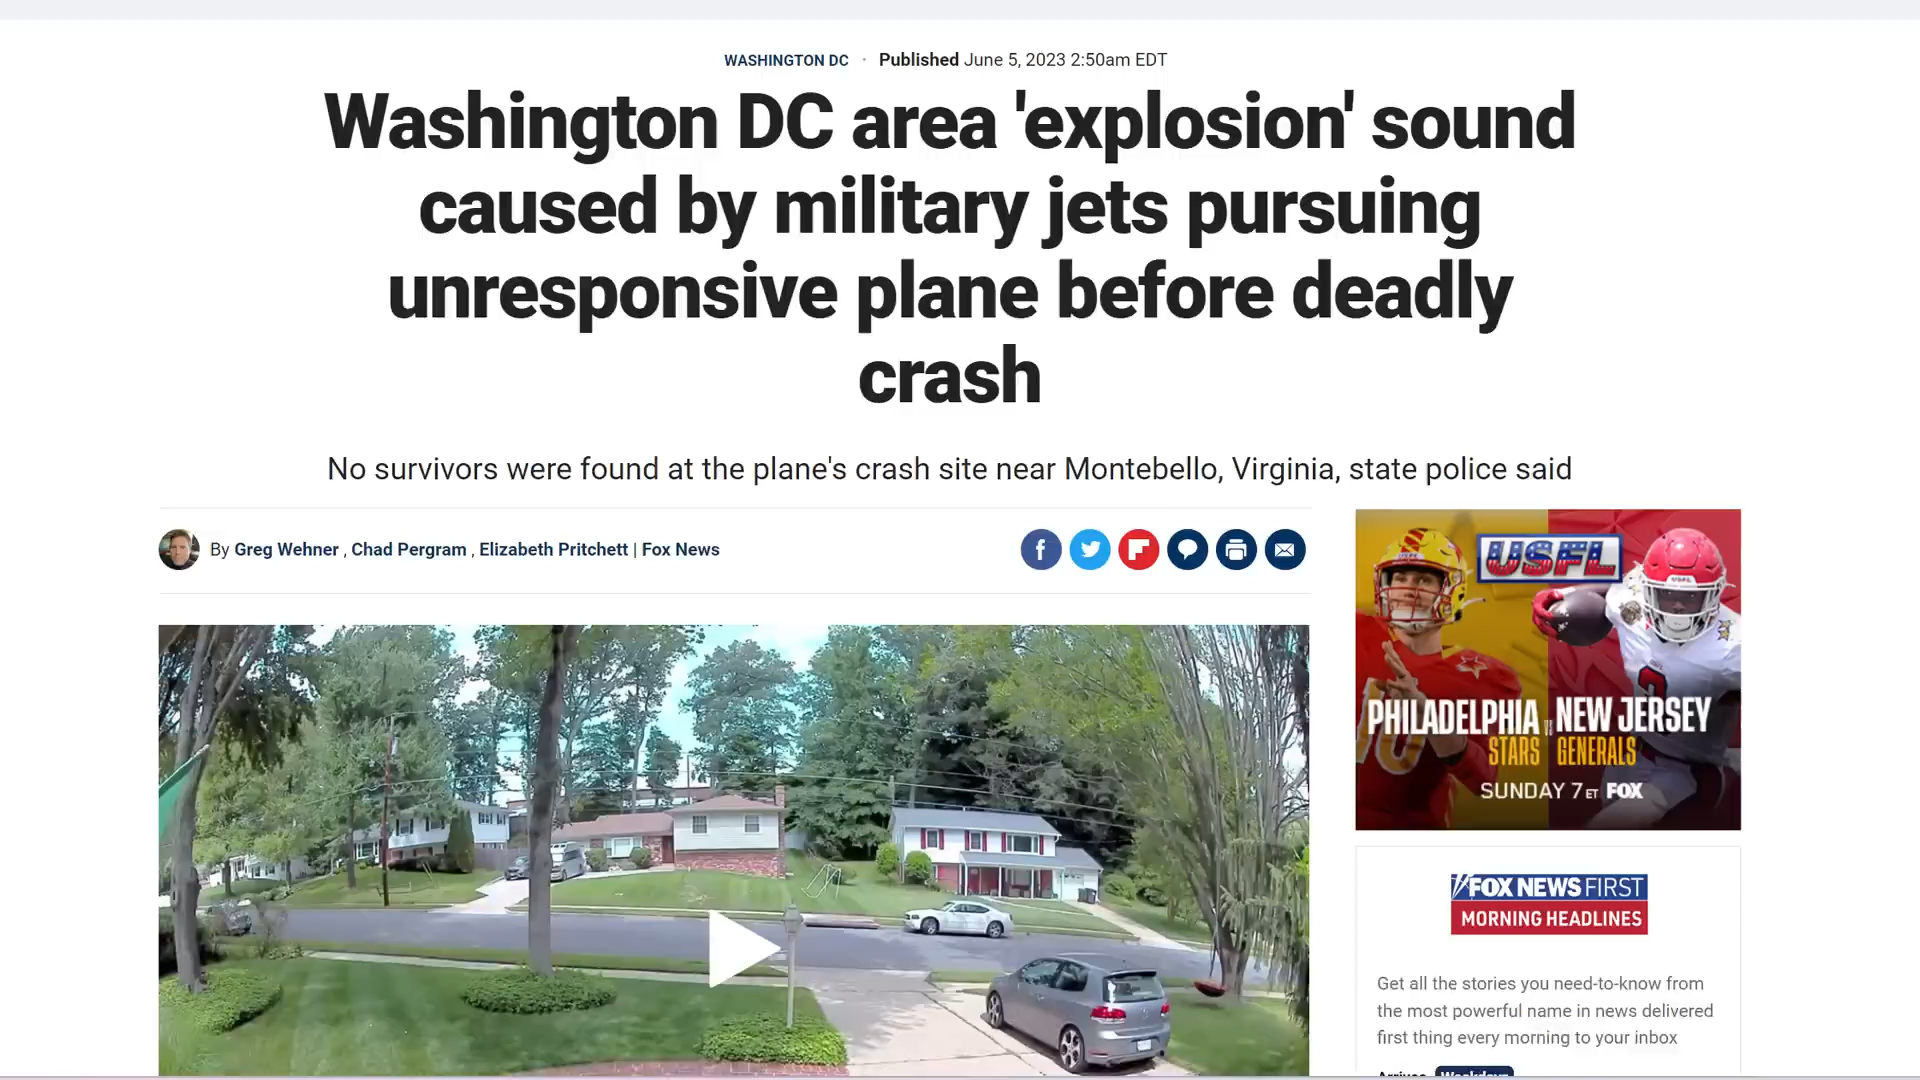 WASHINGTON DC · Published June 5, 2023 2:50am EDT
Washington DC area 'explosion' sound
caused by military jets pursuing
unresponsive plane before deadly
crash
No survivors were found at the plane's crash site near Montebello, Virginia, state police said
By Greg Wehner , Chad Pergram , Elizabeth Pritchett | Fox News
USFL
PHILADELPHIA
STARS
NEW JERSEY
GENERALS
SUNDAY 7 ET FOX
FOX NEWS FIRST
MORNING HEADLINES
Get all the stories you need-to-know from
the most powerful name in news delivered
first thing every morning to your inbox
Arrives Weekdays